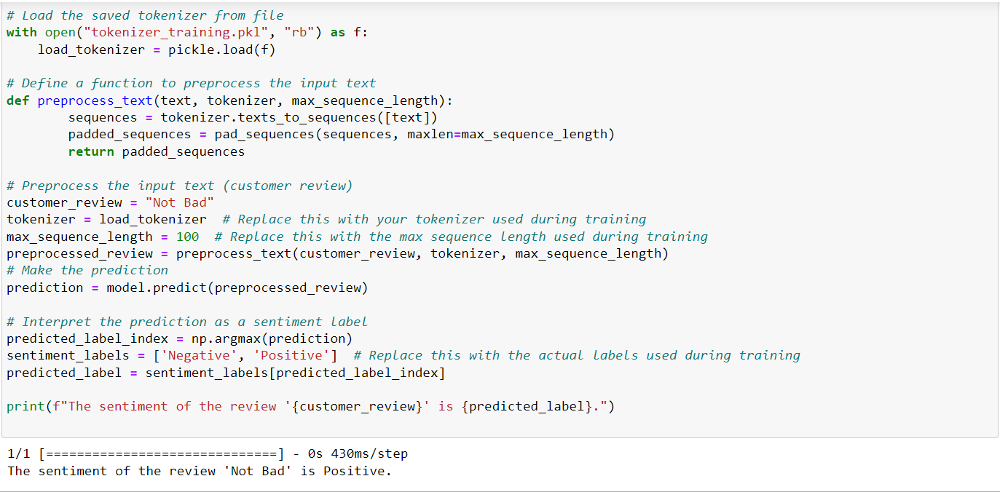 # Load the saved tokenizer from file
with open("tokenizer_training.pkl", "rb") as f:
    load_tokenizer = pickle.load(f)

# Define a function to preprocess the input text
def preprocess_text(text, tokenizer, max_sequence_length):
        sequences = tokenizer.texts_to_sequences([text])
        padded_sequences = pad_sequences(sequences, maxlen=max_sequence_length)
        return padded_sequences

# Preprocess the input text (customer review)
customer_review = "Not Bad"
tokenizer = load_tokenizer  # Replace this with your tokenizer used during training
max_sequence_length = 100  # Replace this with the max sequence length used during training
preprocessed_review = preprocess_text(customer_review, tokenizer, max_sequence_length)
# Make the prediction
prediction = model.predict(preprocessed_review)

# Interpret the prediction as a sentiment label
predicted_label_index = np.argmax(prediction)
sentiment_labels = ['Negative', 'Positive']  # Replace this with the actual labels used during training
predicted_label = sentiment_labels[predicted_label_index]

print(f"The sentiment of the review '{customer_review}' is {predicted_label}.")

1/1 [==============================] - 0s 430ms/step
The sentiment of the review 'Not Bad' is Positive.